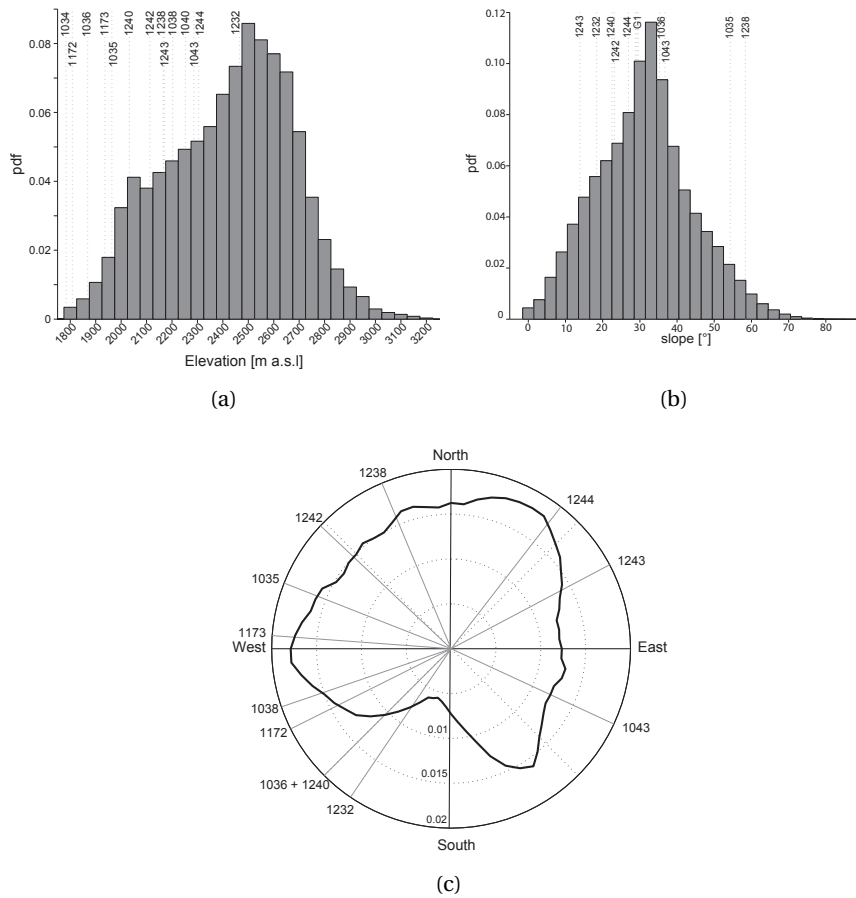 1034 1036 1173 1240 1242 1238 1038 1040 1244 1232
1172 1035 1243 1043
0.08
0.06
0.04
0.02
0
pdf
1800 1900 2000 2100 2200 2300 2400 2500 2600 2700 2800 2900 3000 3100 3200
Elevation [m a.s.l]
(a)
1243 1232 1240 1244 G1 1036 1035 1238
1242 1043
0.12
0.10
0.08
0.06
0.04
0.02
0
pdf
0 10 20 30 40 50 60 70 80
slope [°]
(b)
North
1238
1244
1242
1243
1035
1173
West
East
1038
1172
1043
0.01
1036 + 1240
0.015
1232
0.02
South
(c)